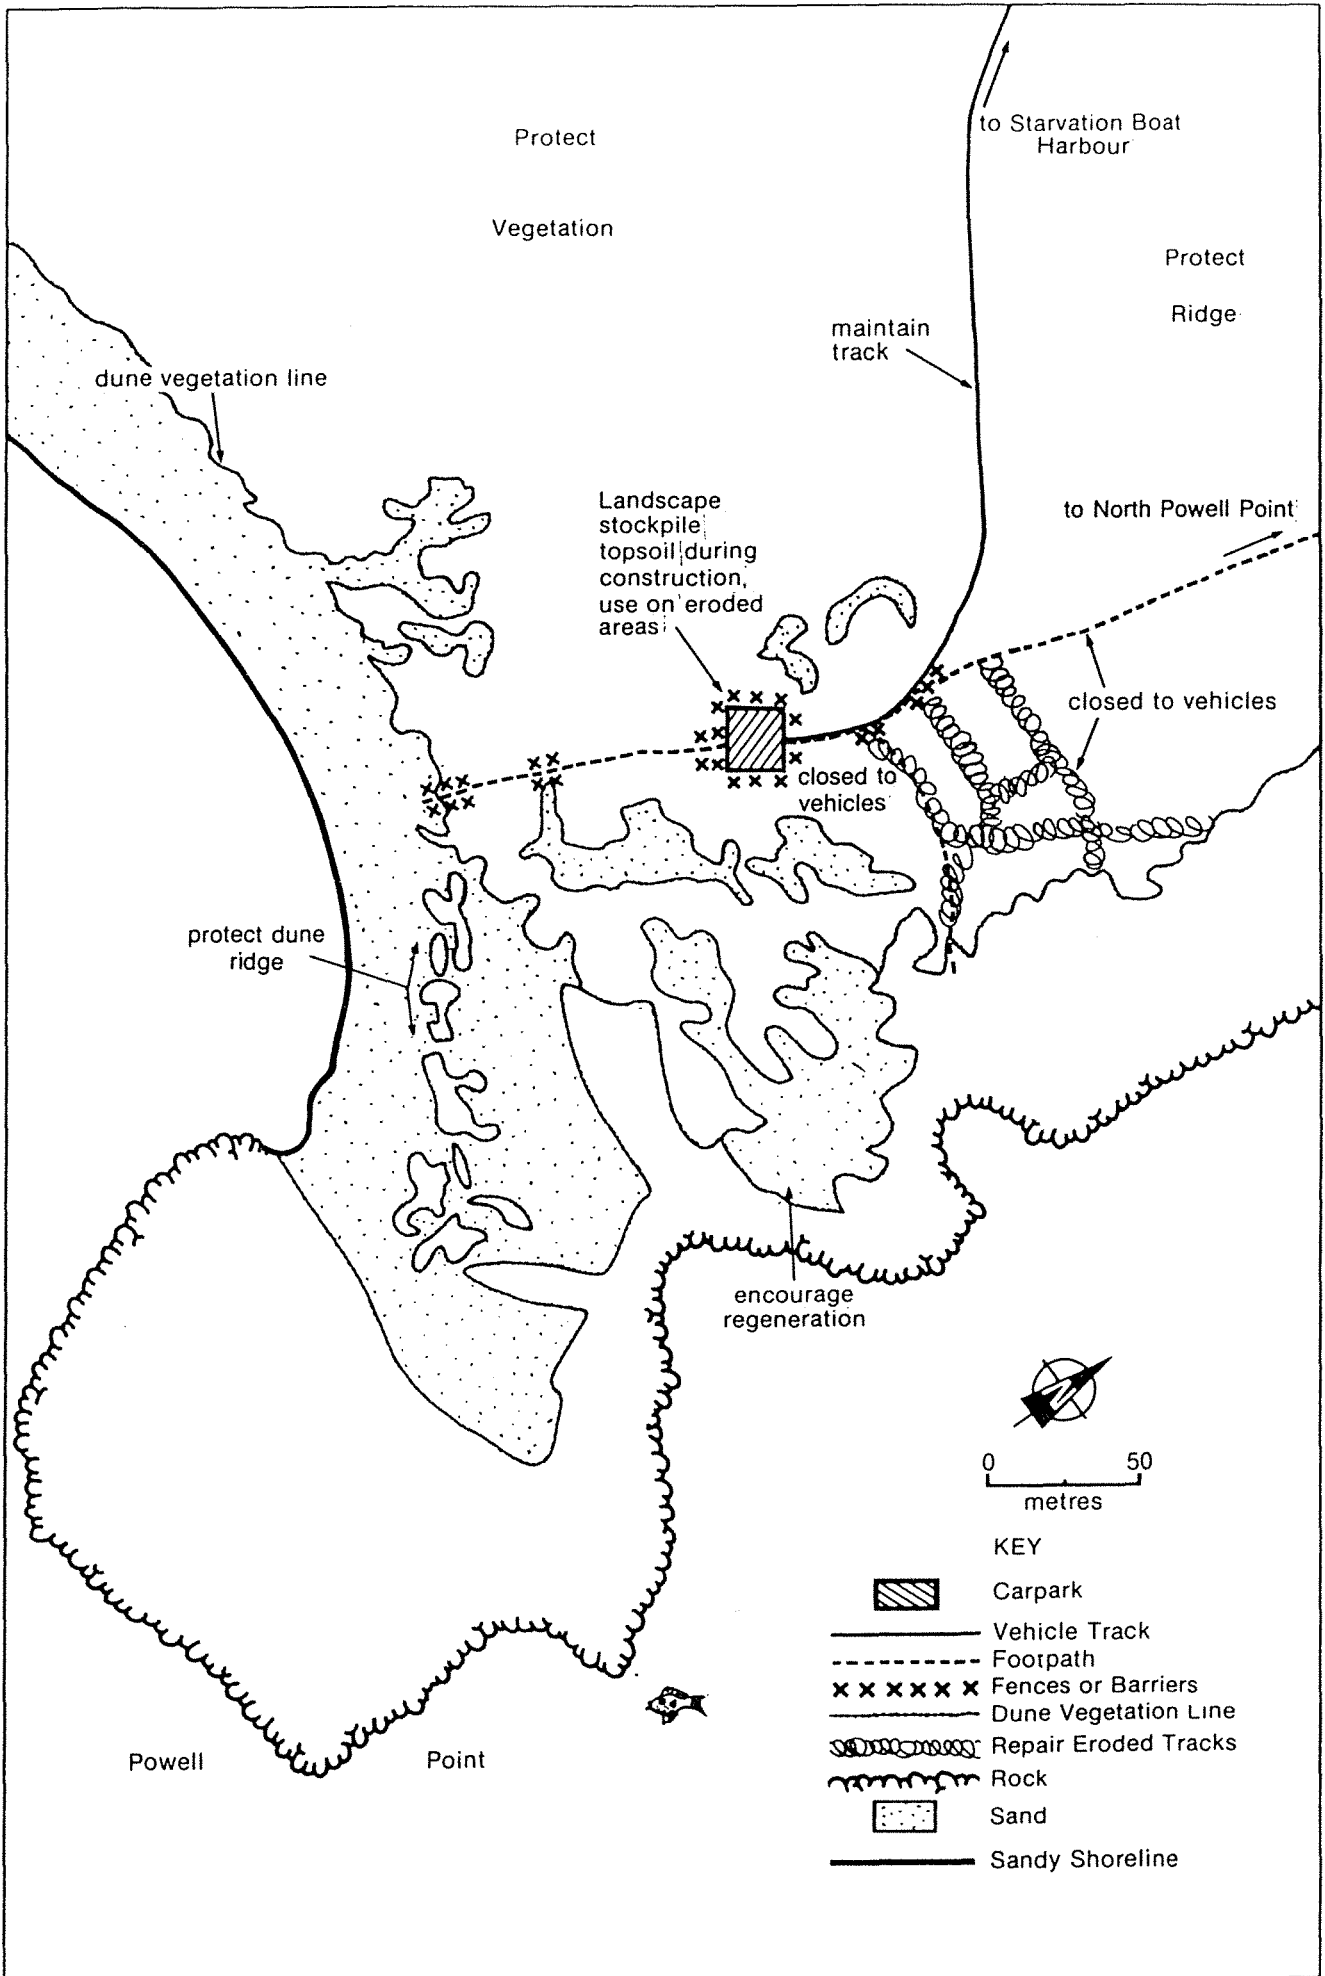 Protect
Vegetation
to Starvation Boat
Harbour
Protect
Ridge
maintain
track
dune vegetation line
to North Powell Point
Landscape
stockpile
topsoil during
construction,
use on eroded
areas
closed to vehicles
closed to
vehicles
protect dune
ridge
encourage
regeneration
N
0 50
metres
KEY
Carpark
Vehicle Track
Footpath
Fences or Barriers
Dune Vegetation Line
Repair Eroded Tracks
Rock
Sand
Sandy Shoreline
Powell Point